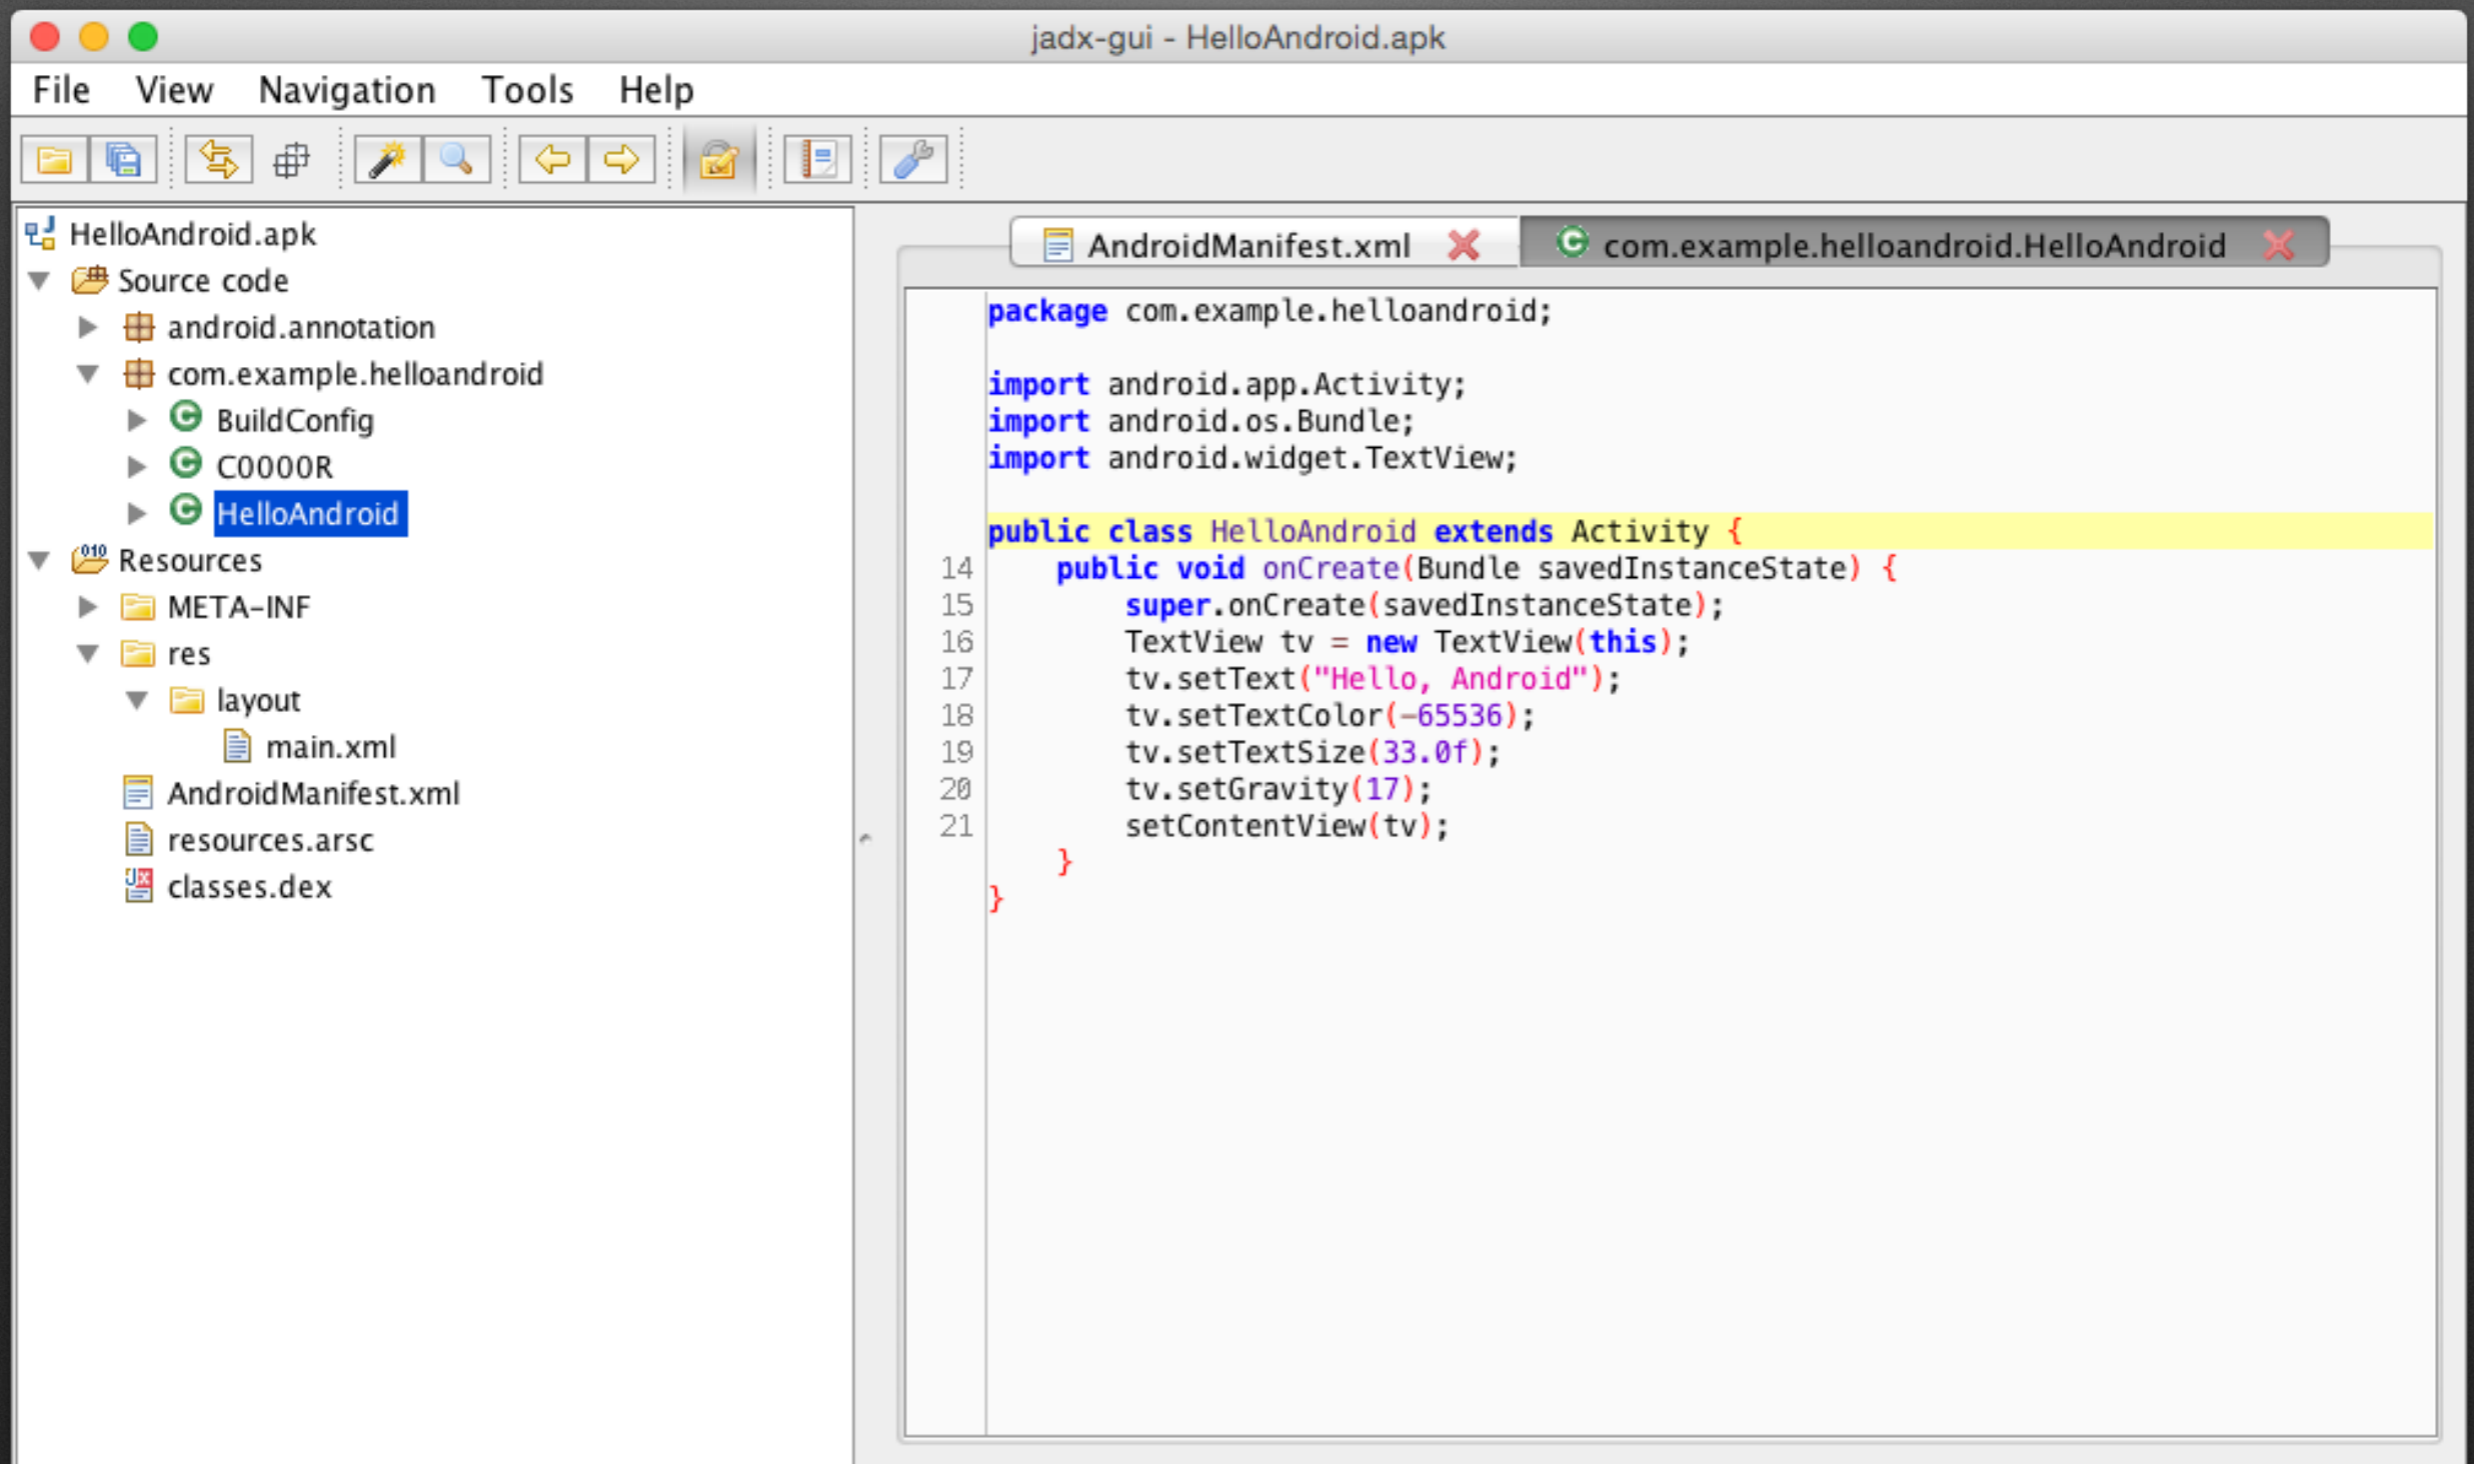 jadx-gui - HelloAndroid.apk
File View Navigation Tools Help
HelloAndroid.apk
Source code
android.annotation
com.example.helloandroid
BuildConfig
C0000R
HelloAndroid
010
Resources
META-INF
res
layout
main.xml
AndroidManifest.xml
resources.arsc
classes.dex
AndroidManifest.xml com.example.helloandroid.HelloAndroid
package com.example.helloandroid;
import android.app.Activity;
import android.os.Bundle;
import android.widget.TextView;
public class HelloAndroid extends Activity {
14 public void onCreate(Bundle savedInstanceState) {
15 super.onCreate(savedInstanceState);
16 TextView tv = new TextView(this);
17 tv.setText("Hello, Android");
18 tv.setTextColor(-65536);
19 tv.setTextSize(33.0f);
20 tv.setGravity(17);
21 setContentView(tv);
}
}